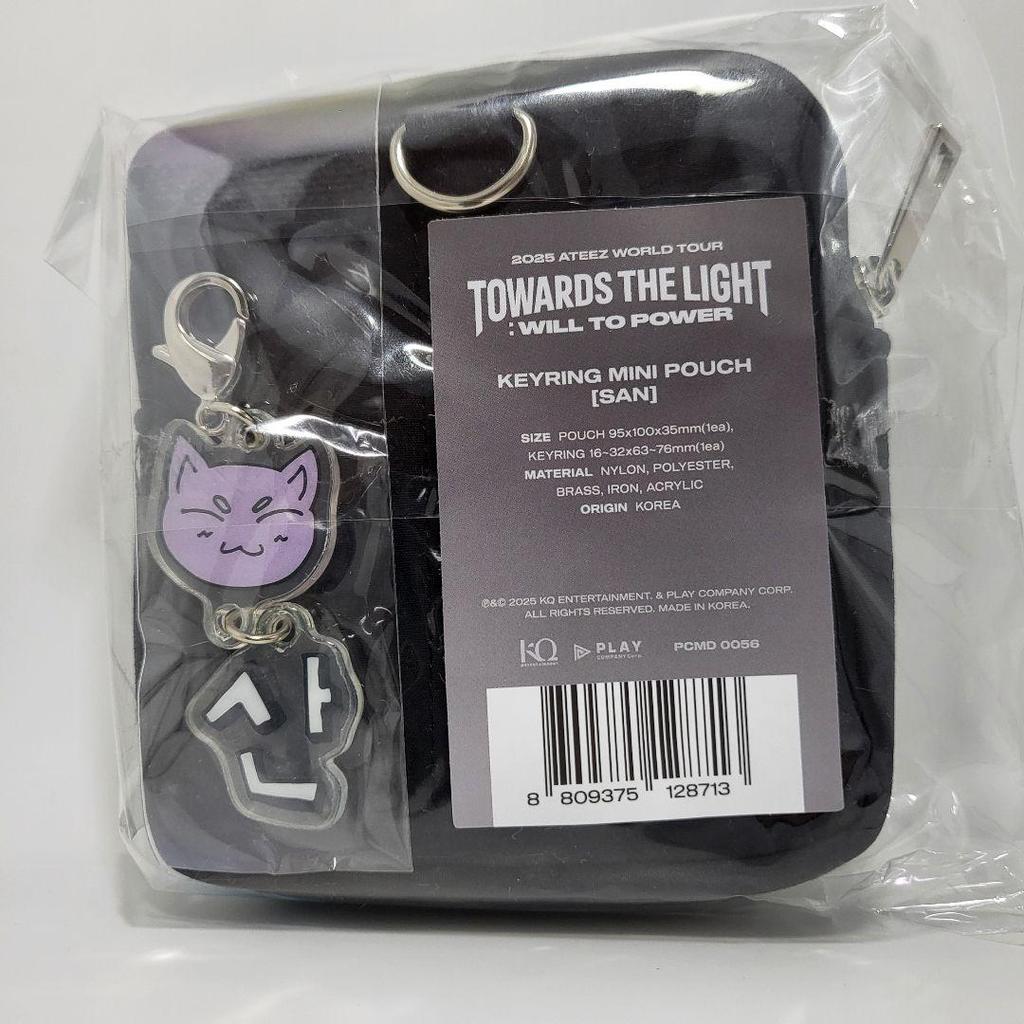 2025 ATEEZ WORLD TOUR
TOWARDS THE LIGHT
: WILL TO POWER
KEYRING MINI POUCH
[SAN]
SIZE POUCH 95x100x35mm(1ea),
KEYRING 16~32x63~76mm(1ea)
MATERIAL NYLON, POLYESTER,
BRASS, IRON, ACRYLIC
ORIGIN KOREA
℗&© 2025 KQ ENTERTAINMENT. & PLAY COMPANY CORP.
ALL RIGHTS RESERVED. MADE IN KOREA.
KQ ENTERTAINMENT PLAY COMPANY Corp. PCMD 0056
8 809375 128713
산